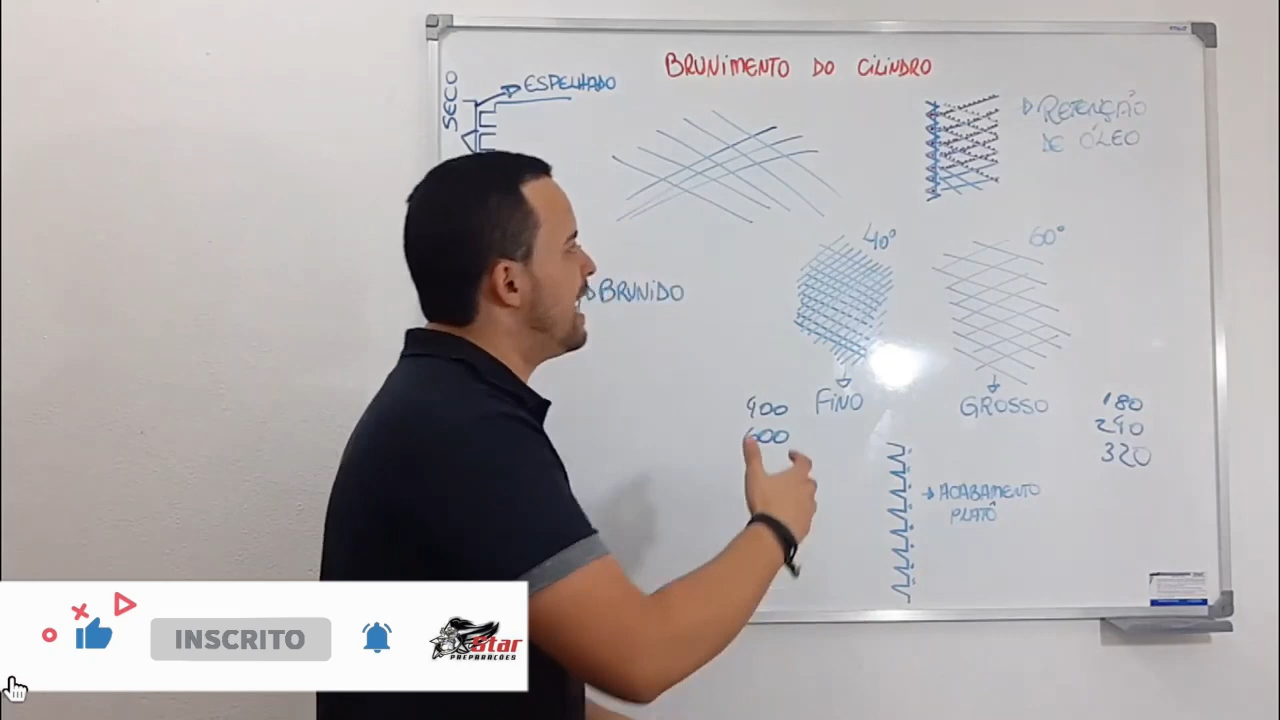 BRUNIMENTO DO CILINDRO
SECO
ESPELHADO
RETENÇÃO
DE ÓLEO
40°
60°
BRUNIDO
FINO
GROSSO
400
600
180
240
320
ACABAMENTO
PLATÔ
INSCRITO
Star
PREPARAÇÕES